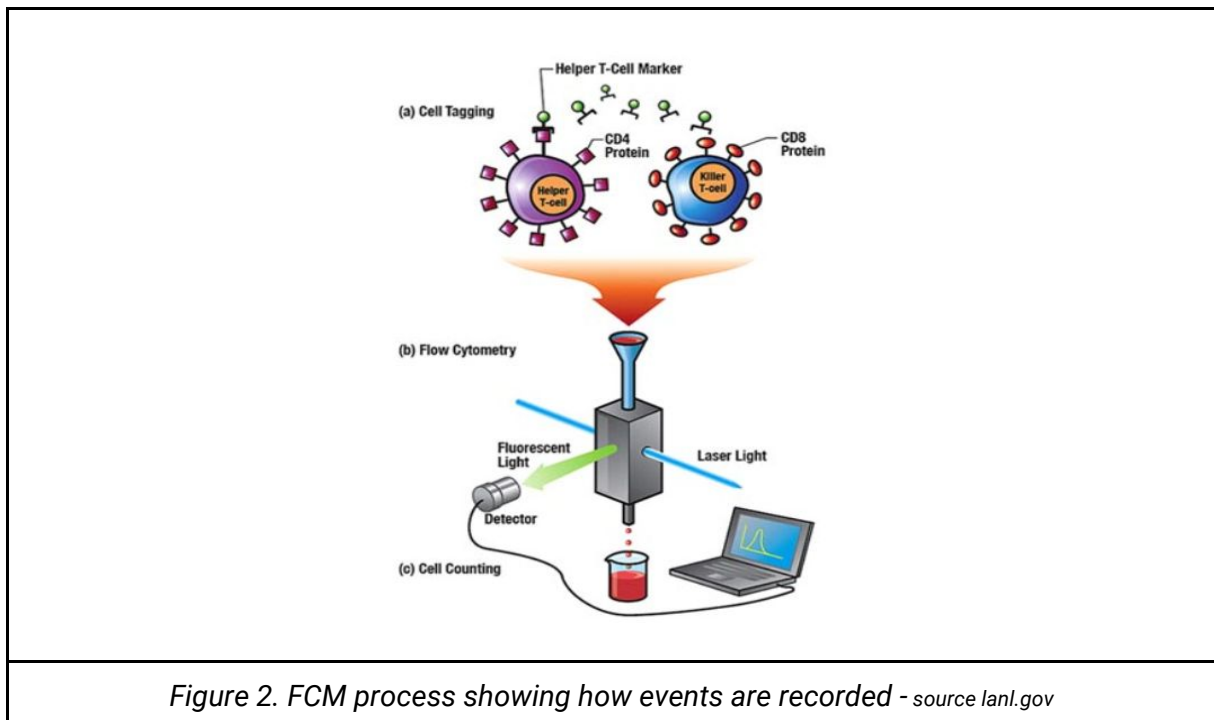 Helper T-Cell Marker
(a) Cell Tagging
CD4
Protein
CD8
Protein
Helper
T-cell
Killer
T-cell
(b) Flow Cytometry
Fluorescent
Light
Laser Light
Detector
(c) Cell Counting
Figure 2. FCM process showing how events are recorded - source lanl.gov